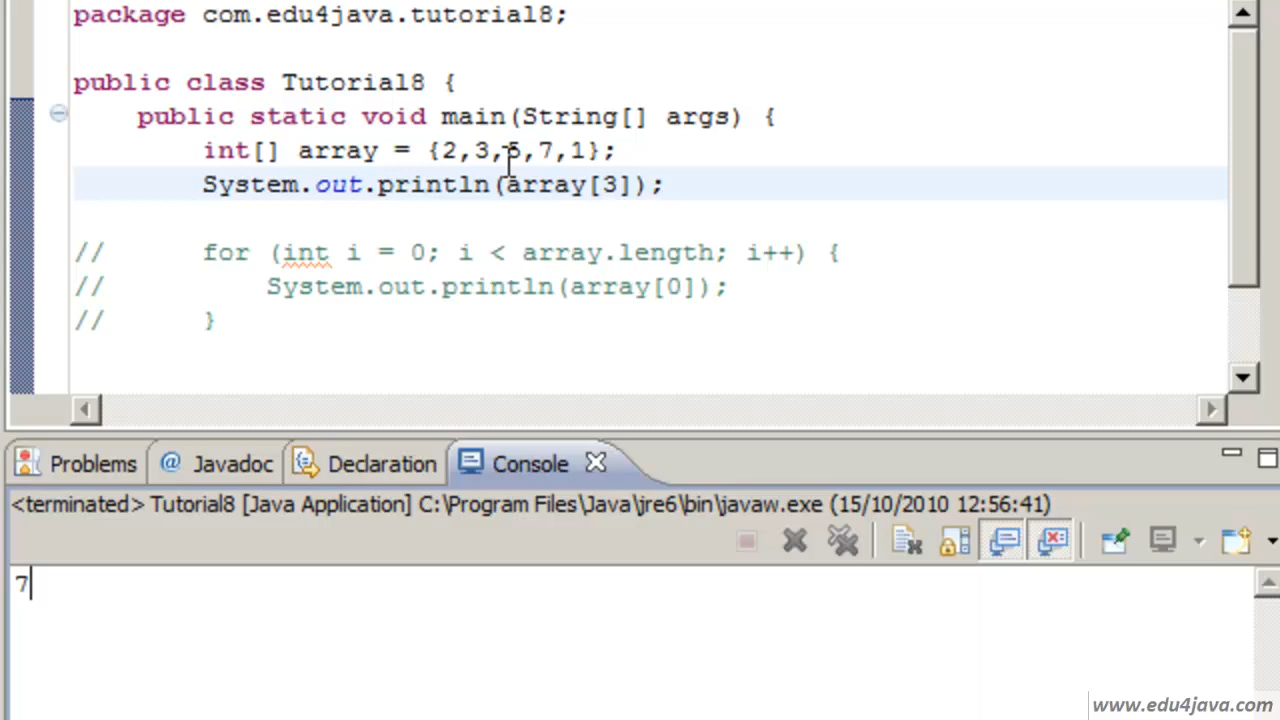 package com.edu4java.tutorial8;
public class Tutorial8 {
public static void main(String[] args) {
int[] array = {2,3,5,7,1};
System.out.println(array[3]);
// for (int i = 0; i < array.length; i++) {
// System.out.println(array[0]);
// }
Problems @ Javadoc Declaration Console
<terminated> Tutorial8 [Java Application] C:\Program Files\Java\jre6\bin\javaw.exe (15/10/2010 12:56:41)
7
www.edu4java.com